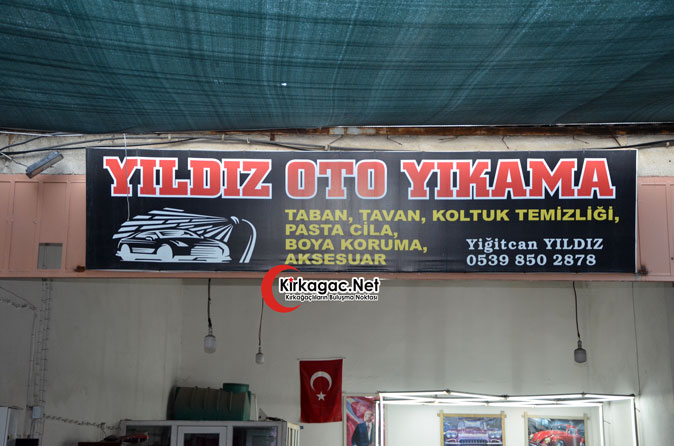 YILDIZ OTO YIKAMA
TABAN, TAVAN, KOLTUK TEMİZLİĞİ,
PASTA CİLA,
BOYA KORUMA,
AKSESUAR
Yiğitcan YILDIZ
0539 850 2878
Kirkagac.Net
Kırkağaçlıların Buluşma Noktası